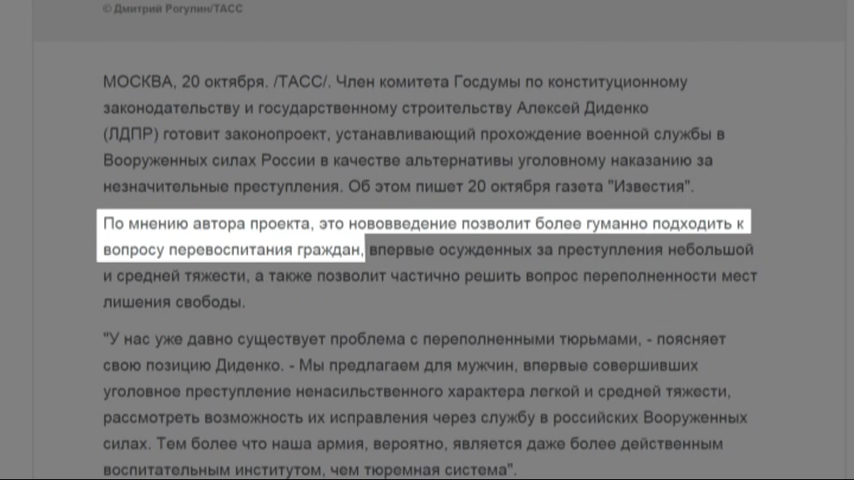 © Дмитрий Рогулин/ТАСС
МОСКВА, 20 октября. /ТАСС/. Член комитета Госдумы по конституционному
законодательству и государственному строительству Алексей Диденко
(ЛДПР) готовит законопроект, устанавливающий прохождение военной службы в
Вооруженных силах России в качестве альтернативы уголовному наказанию за
незначительные преступления. Об этом пишет 20 октября газета "Известия".
По мнению автора проекта, это нововведение позволит более гуманно подходить к
вопросу перевоспитания граждан, впервые осужденных за преступления небольшой
и средней тяжести, а также позволит частично решить вопрос переполненности мест
лишения свободы.
"У нас уже давно существует проблема с переполненными тюрьмами, - поясняет
свою позицию Диденко. - Мы предлагаем для мужчин, впервые совершивших
уголовное преступление ненасильственного характера легкой и средней тяжести,
рассмотреть возможность их исправления через службу в российских Вооруженных
силах. Тем более что наша армия, вероятно, является даже более действенным
воспитательным институтом, чем тюремная система".